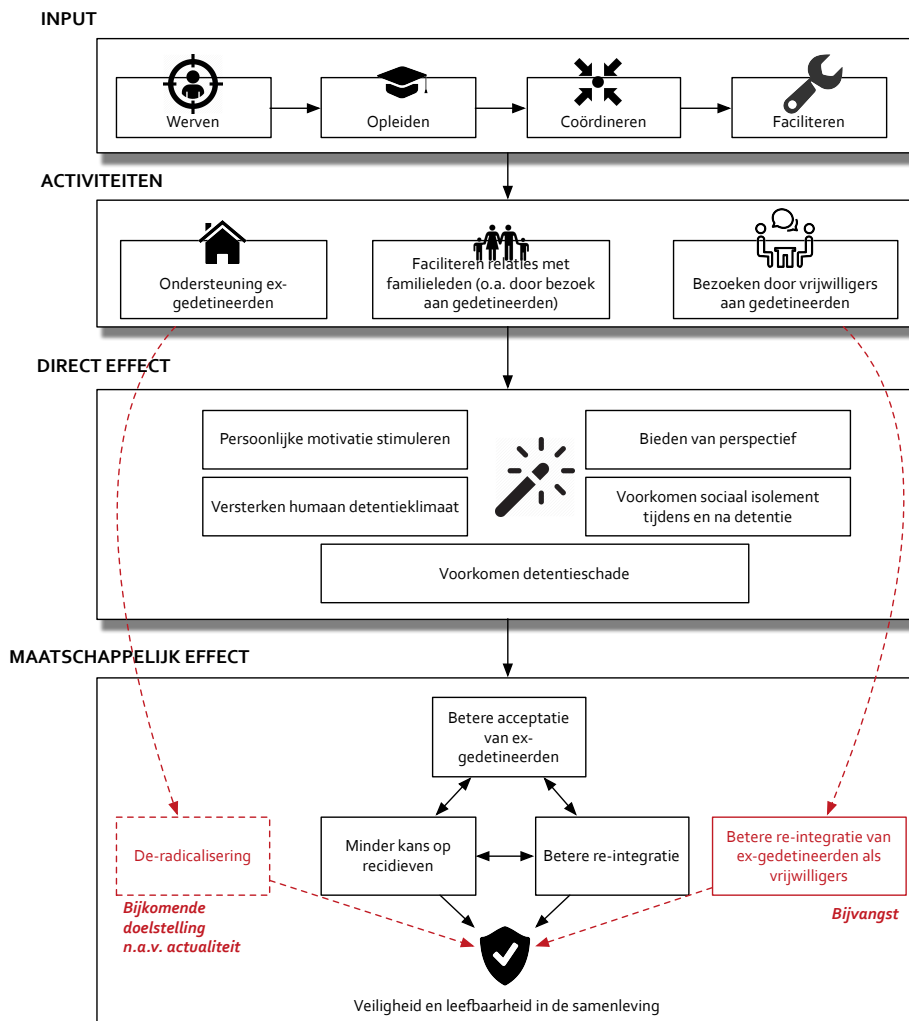 INPUT
Werven
Opleiden
Coördineren
Faciliteren
ACTIVITEITEN
Ondersteuning ex-
gedetineerden
Faciliteren relaties met
familieleden (o.a. door bezoek
aan gedetineerden)
Bezoeken door vrijwilligers
aan gedetineerden
DIRECT EFFECT
Persoonlijke motivatie stimuleren
Bieden van perspectief
Versterken humaan detentieklimaat
Voorkomen sociaal isolement
tijdens en na detentie
Voorkomen detentieschade
MAATSCHAPPELIJK EFFECT
Betere acceptatie
van ex-
gedetineerden
De-radicalisering
Minder kans op
recidieven
Betere re-integratie
Betere re-integratie van
ex-gedetineerden als
vrijwilligers
Bijkomende
doelstelling
n.a.v. actualiteit
Bijvangst
Veiligheid en leefbaarheid in de samenleving